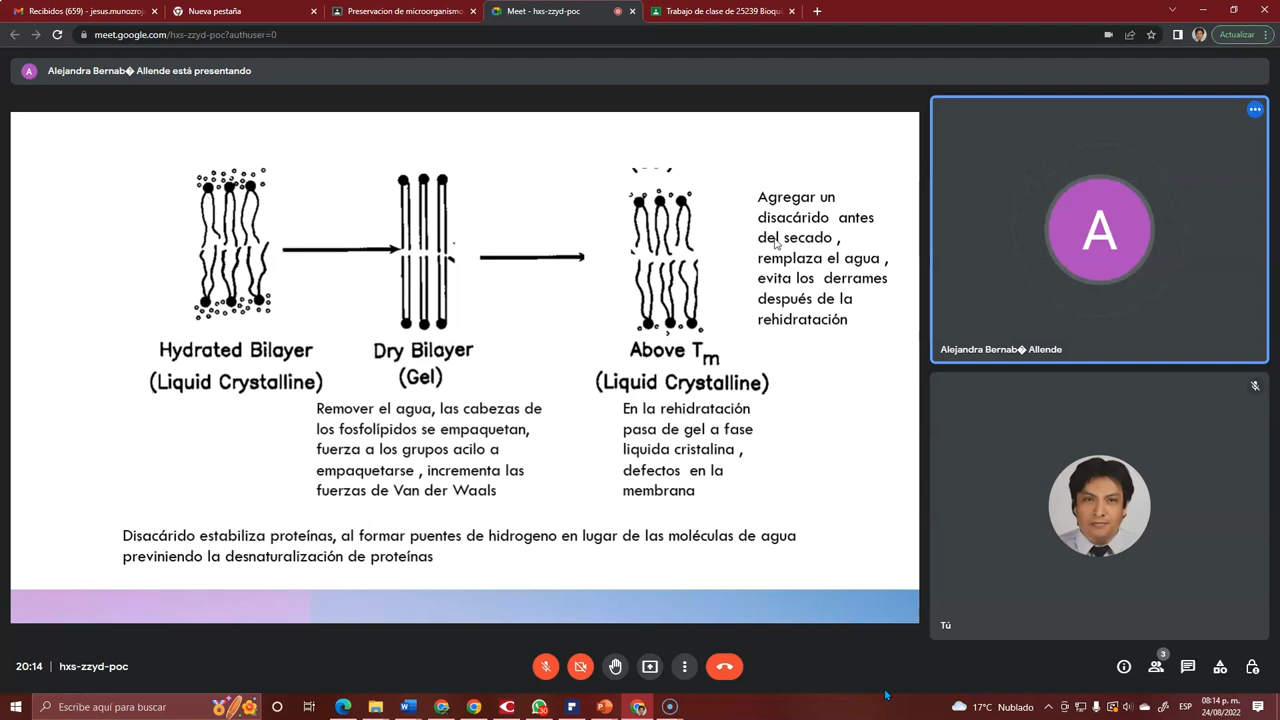 Recibidos (659) - jesus.munozroj
Nueva pestaña
Preservacion de microorganismo
Meet - hxs-zzyd-poc
Trabajo de clase de 25239 Bioqu
meet.google.com/hxs-zzyd-poc?authuser=0
Actualizar
A
Alejandra Bernab� Allende está presentando
Hydrated Bilayer
(Liquid Crystalline)
Dry Bilayer
(Gel)
Above Tm
(Liquid Crystalline)
Agregar un
disacárido antes
del secado ,
remplaza el agua ,
evita los derrames
después de la
rehidratación
Remover el agua, las cabezas de
los fosfolípidos se empaquetan,
fuerza a los grupos acilo a
empaquetarse , incrementa las
fuerzas de Van der Waals
En la rehidratación
pasa de gel a fase
liquida cristalina ,
defectos en la
membrana
Disacárido estabiliza proteínas, al formar puentes de hidrogeno en lugar de las moléculas de agua
previniendo la desnaturalización de proteínas
A
Alejandra Bernab� Allende
Tú
20:14
hxs-zzyd-poc
3
Escribe aquí para buscar
30
17°C Nublado
ESP
08:14 p. m.
24/08/2022